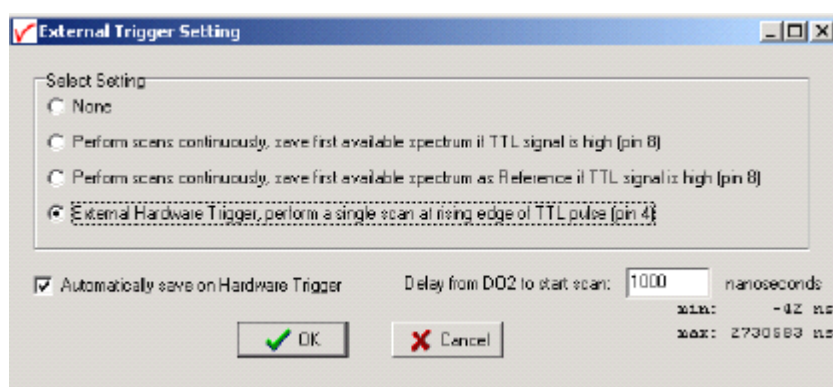 External Trigger Setting
Select Setting
None
Perform scans continuously, save first available spectrum if TTL signal is high (pin 8)
Perform scans continuously, save first available spectrum as Reference if TTL signal is high (pin 8)
External Hardware Trigger, perform a single scan at rising edge of TTL pulse (pin 4)
Automatically save on Hardware Trigger
Delay from DO2 to start scan: 1000 nanoseconds
min: -42 ns
max: 2730683 ns
OK
Cancel